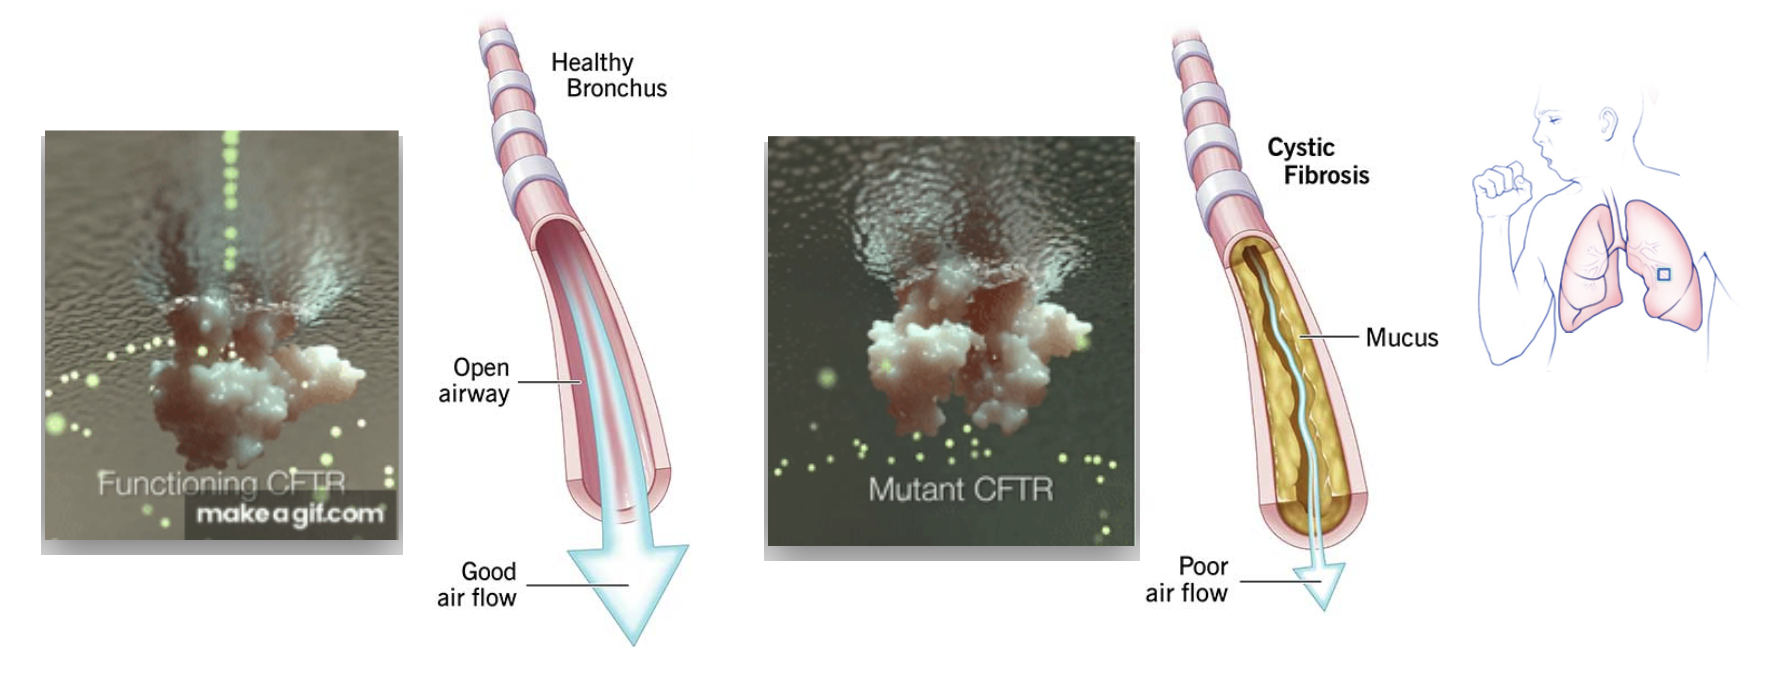 Functioning CFTR
make a gif.com
Healthy
Bronchus
Open
airway
Good
air flow
Mutant CFTR
Cystic
Fibrosis
Mucus
Poor
air flow